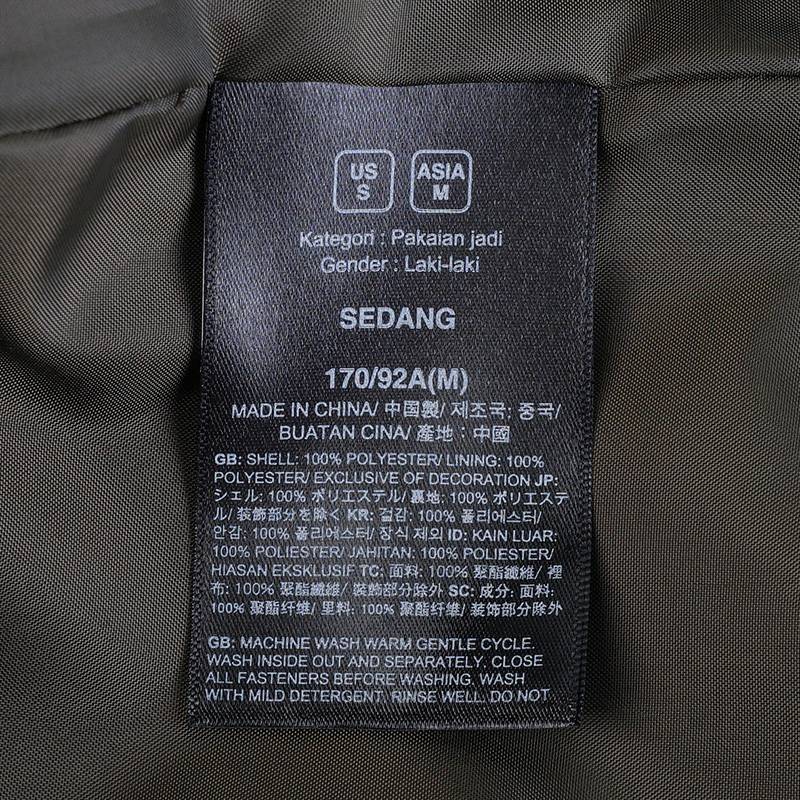 US
S
ASIA
M
Kategori : Pakaian jadi
Gender : Laki-laki
SEDANG
170/92A(M)
MADE IN CHINA/ 中国製/ 제조국: 중국/
BUATAN CINA/ 產地：中國
GB: SHELL: 100% POLYESTER/ LINING: 100%
POLYESTER/ EXCLUSIVE OF DECORATION JP:
シェル: 100% ポリエステル/ 裏地: 100% ポリエステ
ル/ 装飾部分を除く KR: 겉감: 100% 폴리에스터/
안감: 100% 폴리에스터/ 장식 제외 ID: KAIN LUAR:
100% POLIESTER/ JAHITAN: 100% POLIESTER/
HIASAN EKSKLUSIF TC: 面料: 100% 聚酯纖維/ 裡
布: 100% 聚酯纖維/ 裝飾部分除外 SC: 成分: 面料:
100% 聚酯纤维/ 里料: 100% 聚酯纤维/ 装饰部分除外
GB: MACHINE WASH WARM GENTLE CYCLE.
WASH INSIDE OUT AND SEPARATELY. CLOSE
ALL FASTENERS BEFORE WASHING. WASH
WITH MILD DETERGENT. RINSE WELL. DO NOT